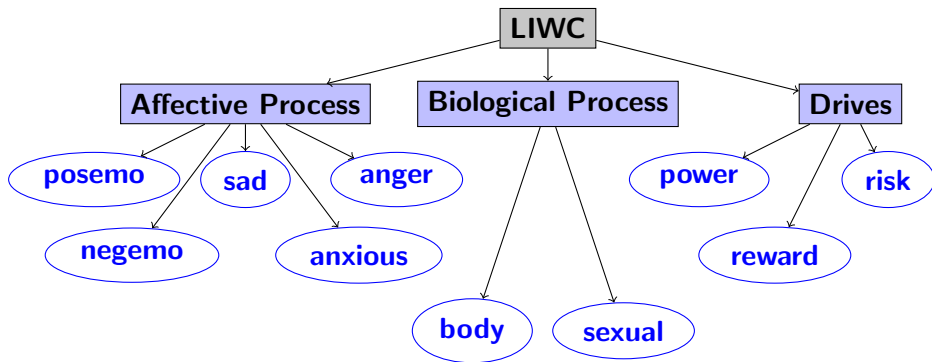 LIWC
Affective Process
Biological Process
Drives
posemo
sad
anger
power
risk
negemo
anxious
reward
body
sexual